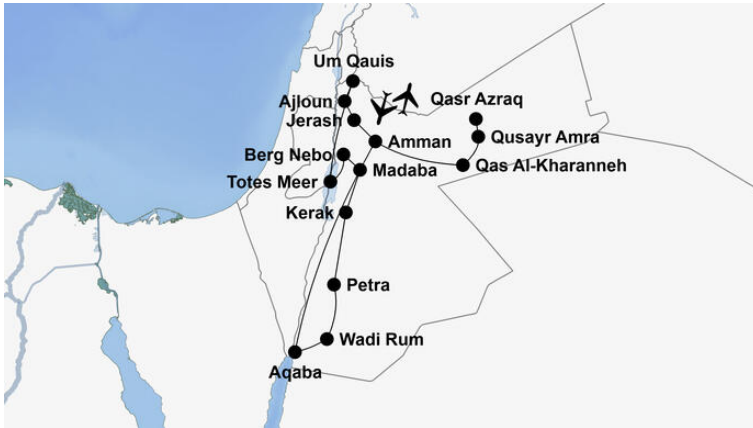 Um Qauis
Ajloun
Qasr Azraq
Jerash
Amman
Qusayr Amra
Berg Nebo
Madaba
Qas Al-Kharanneh
Totes Meer
Kerak
Petra
Wadi Rum
Aqaba